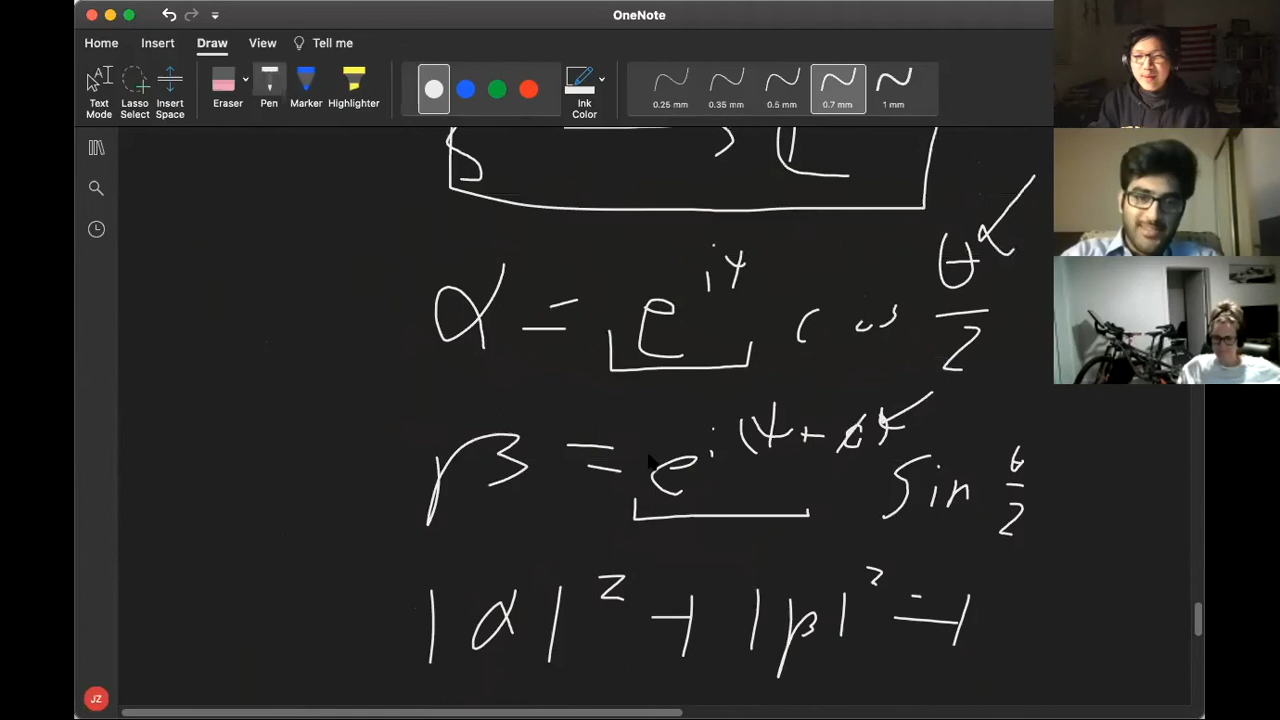 OneNote
Home Insert Draw View Tell me
Text Mode
Lasso Select
Insert Space
Eraser
Pen
Marker
Highlighter
Ink Color
0.25 mm
0.35 mm
0.5 mm
0.7 mm
1 mm
α = e^{iψ} cos θ/2
β = e^{i(ψ+φ)} sin θ/2
|α|² + |β|² = 1
JZ